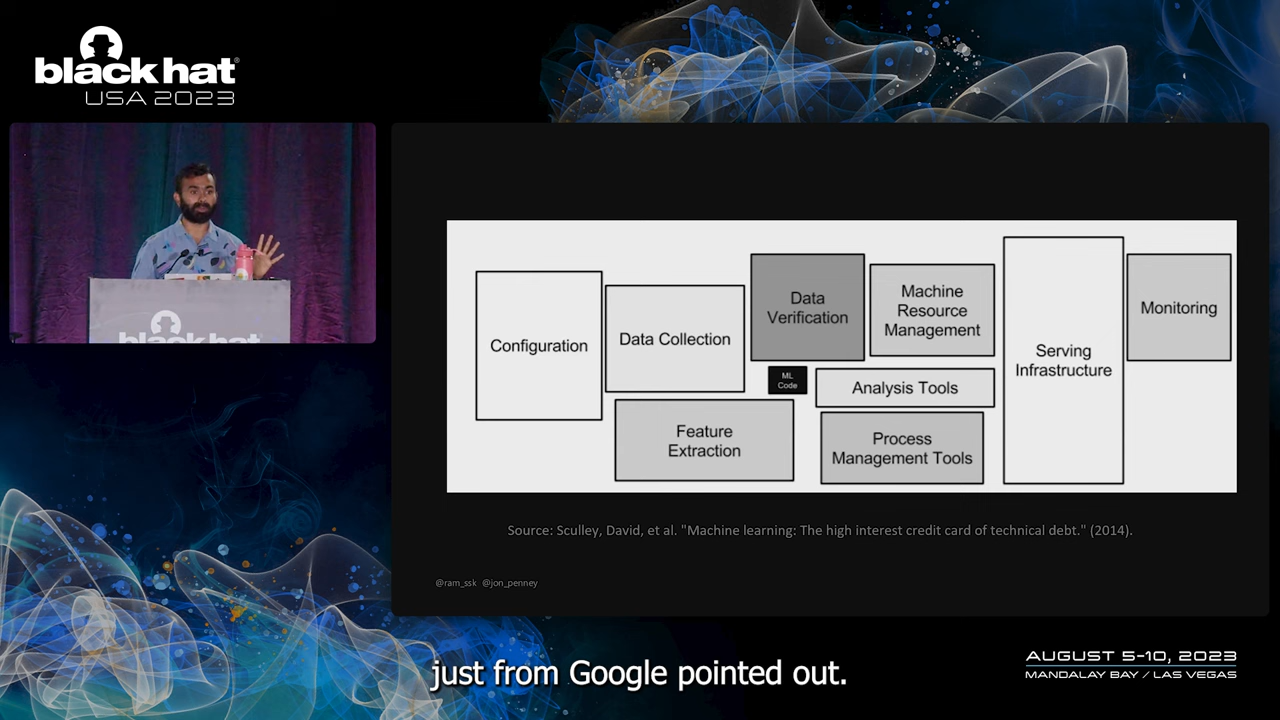 black hat®
USA 2023
black hat
Configuration
Data Collection
Data
Verification
Machine
Resource
Management
Serving
Infrastructure
Monitoring
ML
Code
Analysis Tools
Feature
Extraction
Process
Management Tools
Source: Sculley, David, et al. "Machine learning: The high interest credit card of technical debt." (2014).
@ram_ssk @jon_penney
just from Google pointed out.
AUGUST 5-10, 2023
MANDALAY BAY / LAS VEGAS